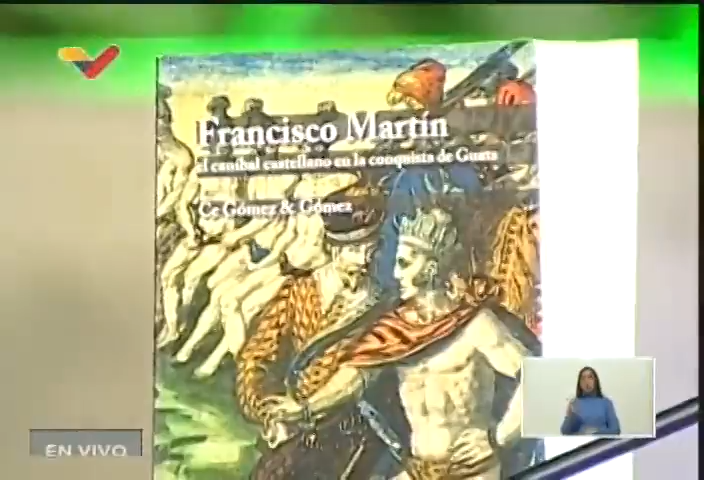 Francisco Martín
el caníbal castellano en la conquista de Guata
Ce Gómez & Gómez
EN VIVO